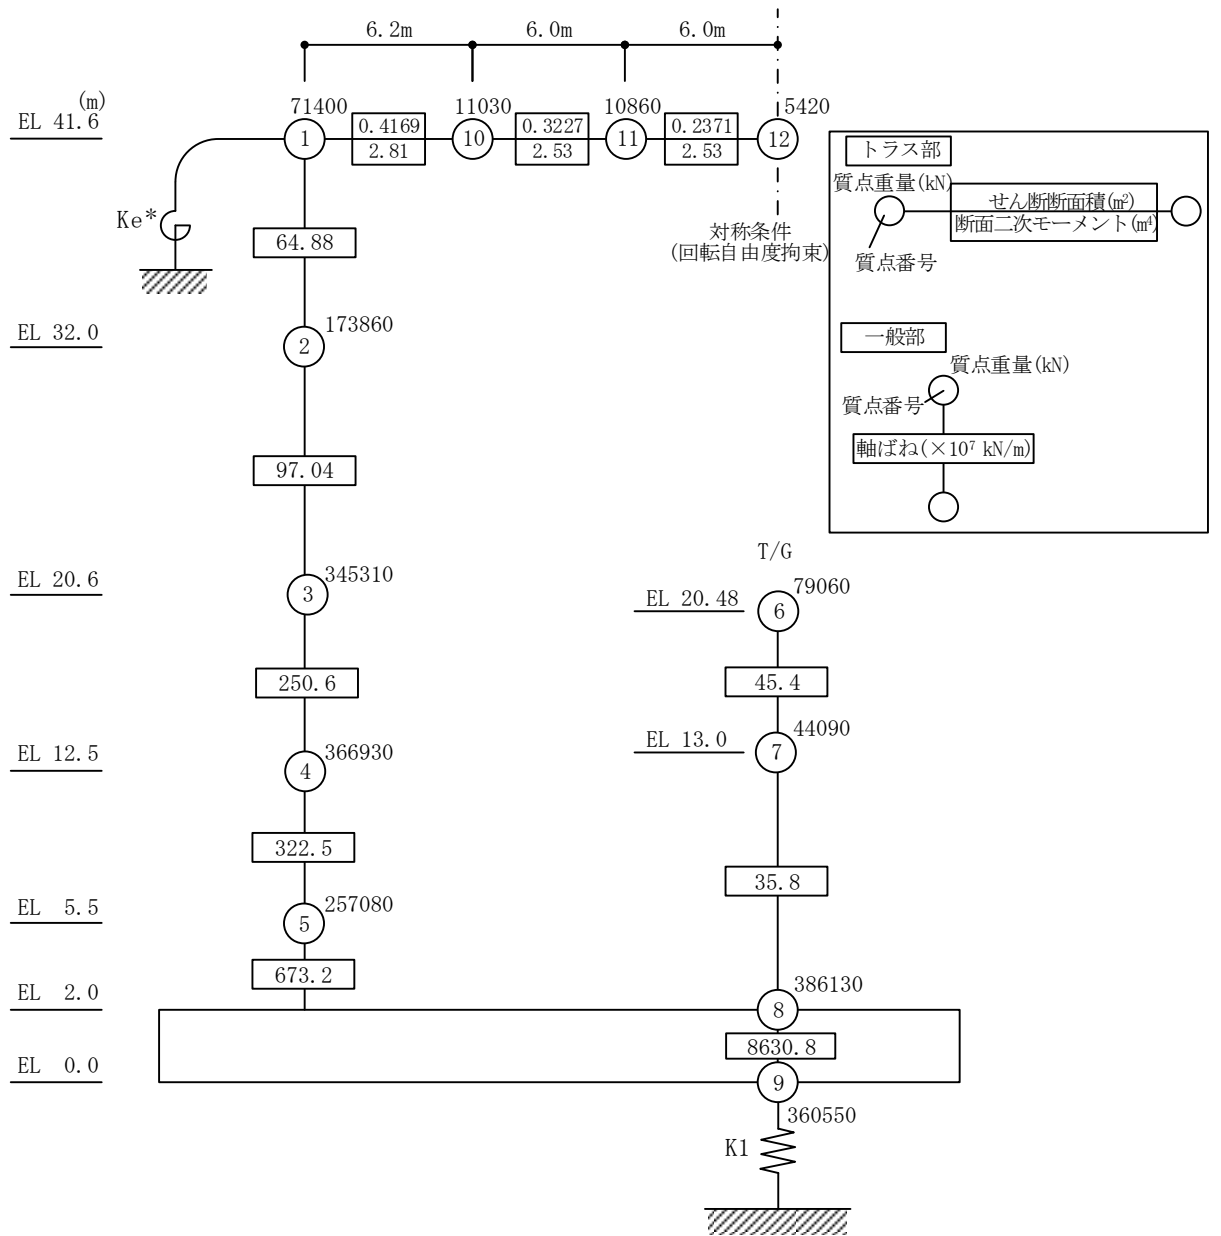 6.2m 6.0m 6.0m
(m)
EL 41.6
71400 11030 10860 5420
1 0.4169 10 0.3227 11 0.2371 12
2.81 2.53 2.53
Ke*
64.88
対称条件
(回転自由度拘束)
トラス部
質点重量(kN)
せん断断面積(m²)
断面二次モーメント(m⁴)
質点番号
EL 32.0
173860
2
一般部
質点重量(kN)
質点番号
軸ばね(×10⁷ kN/m)
97.04
EL 20.6
345310
3
T/G
EL 20.48
79060
6
250.6
45.4
EL 12.5
366930
4
EL 13.0
44090
7
322.5
35.8
EL 5.5
257080
5
673.2
EL 2.0
386130
8
8630.8
EL 0.0
9
360550
K1